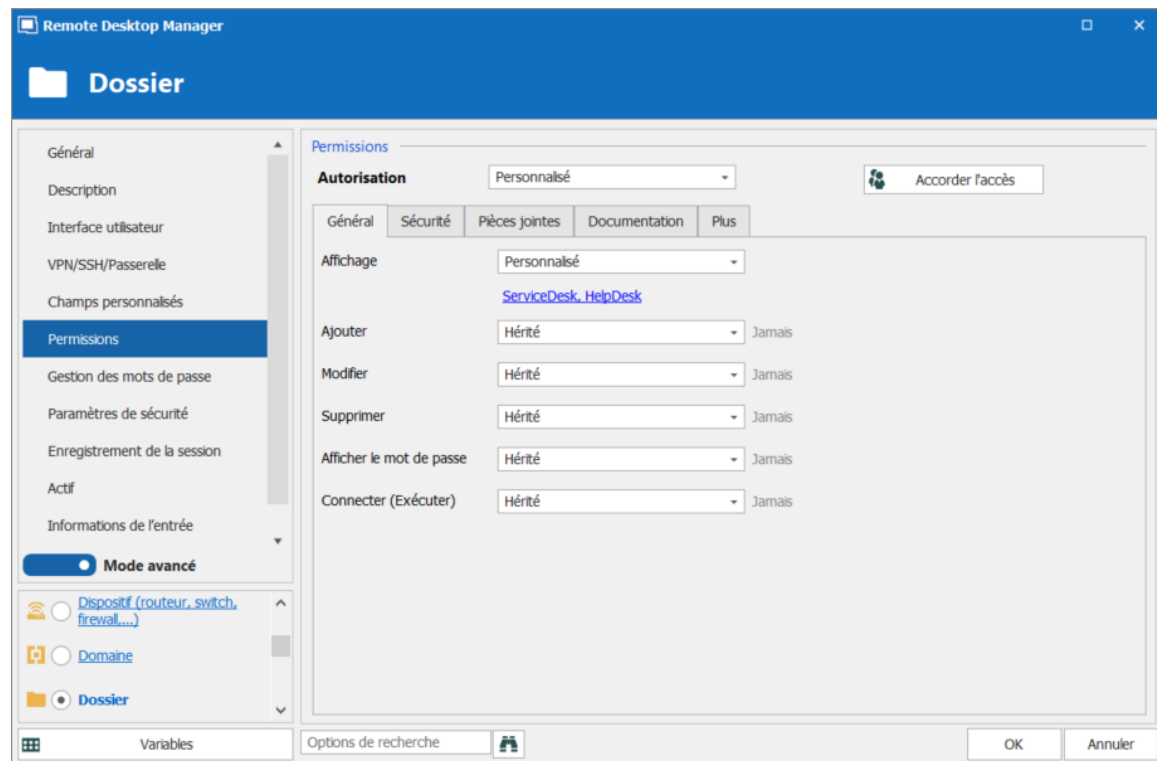 Remote Desktop Manager
Dossier
Général
Description
Interface utilisateur
VPN/SSH/Passerelle
Champs personnalisés
Permissions
Gestion des mots de passe
Paramètres de sécurité
Enregistrement de la session
Actif
Informations de l'entrée
Mode avancé
Dispositif (routeur, switch,
firewall,...)
Domaine
Dossier
Variables
Permissions
Autorisation Personnalisé Accorder l'accès
Général Sécurité Pièces jointes Documentation Plus
Affichage Personnalisé
ServiceDesk, HelpDesk
Ajouter Hérité Jamais
Modifier Hérité Jamais
Supprimer Hérité Jamais
Afficher le mot de passe Hérité Jamais
Connecter (Exécuter) Hérité Jamais
Options de recherche OK Annuler